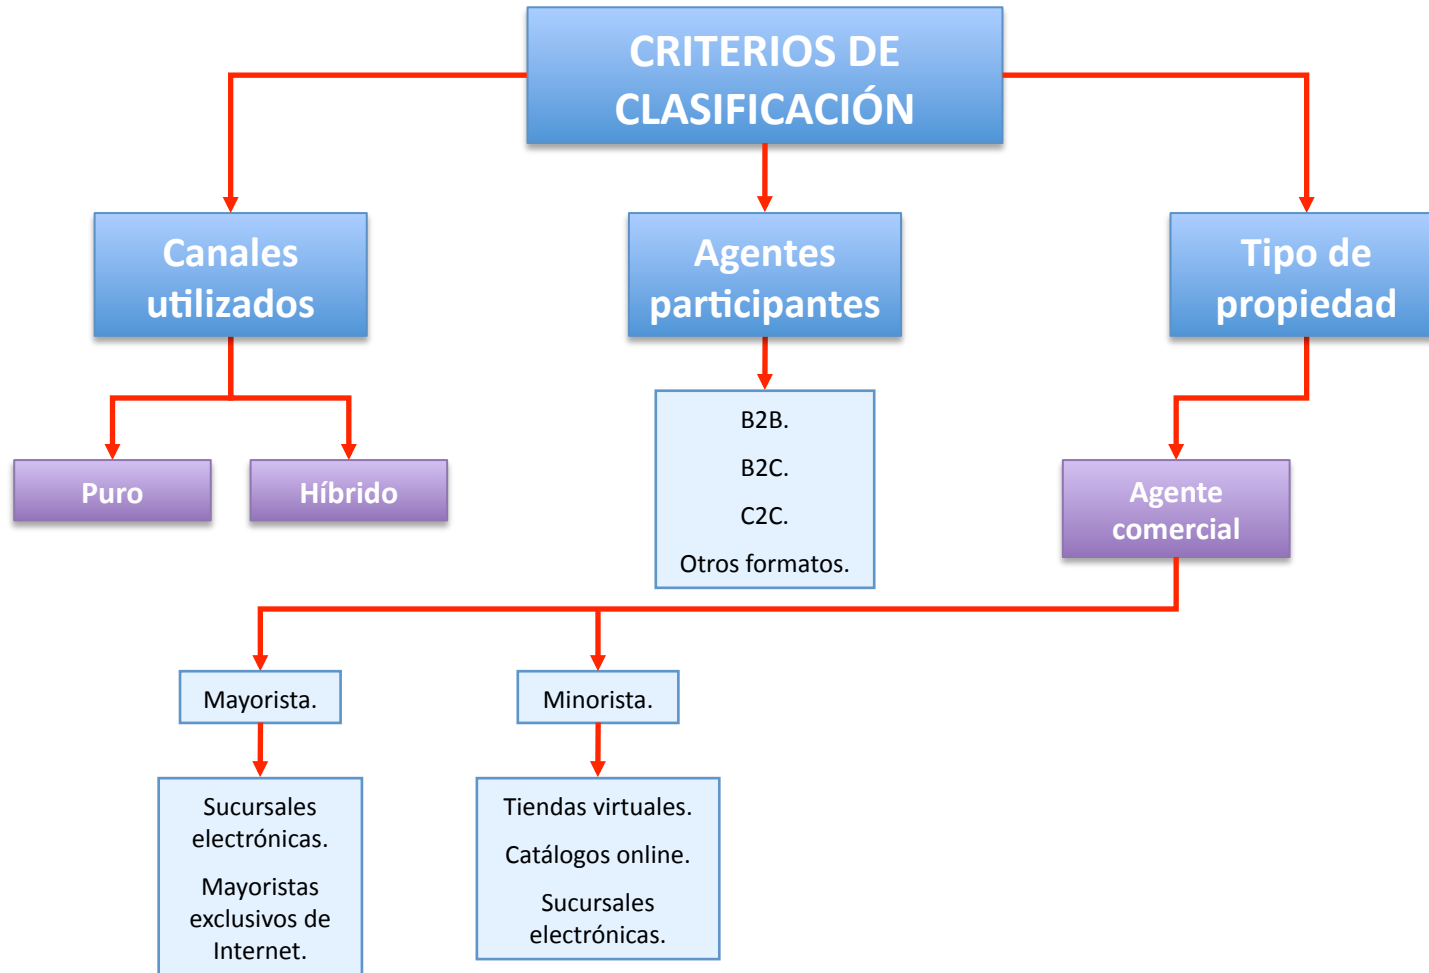 CRITERIOS DE
CLASIFICACIÓN
Canales
utilizados
Agentes
participantes
Tipo de
propiedad
Puro
Híbrido
B2B.
B2C.
C2C.
Otros formatos.
Agente
comercial
Mayorista.
Minorista.
Sucursales
electrónicas.
Mayoristas
exclusivos de
Internet.
Tiendas virtuales.
Catálogos online.
Sucursales
electrónicas.